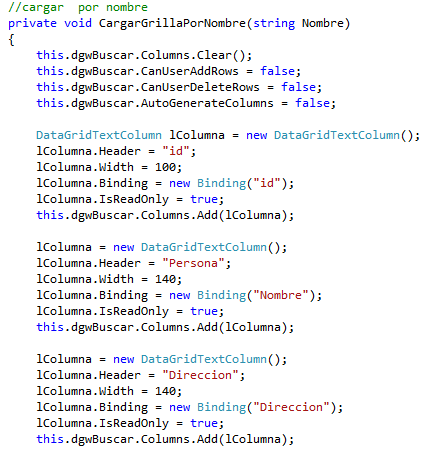 //cargar  por nombre
private void CargarGrillaPorNombre(string Nombre)
{
    this.dgwBuscar.Columns.Clear();
    this.dgwBuscar.CanUserAddRows = false;
    this.dgwBuscar.CanUserDeleteRows = false;
    this.dgwBuscar.AutoGenerateColumns = false;

    DataGridTextColumn lColumna = new DataGridTextColumn();
    lColumna.Header = "id";
    lColumna.Width = 100;
    lColumna.Binding = new Binding("id");
    lColumna.IsReadOnly = true;
    this.dgwBuscar.Columns.Add(lColumna);

    lColumna = new DataGridTextColumn();
    lColumna.Header = "Persona";
    lColumna.Width = 140;
    lColumna.Binding = new Binding("Nombre");
    lColumna.IsReadOnly = true;
    this.dgwBuscar.Columns.Add(lColumna);

    lColumna = new DataGridTextColumn();
    lColumna.Header = "Direccion";
    lColumna.Width = 140;
    lColumna.Binding = new Binding("Direccion");
    lColumna.IsReadOnly = true;
    this.dgwBuscar.Columns.Add(lColumna);